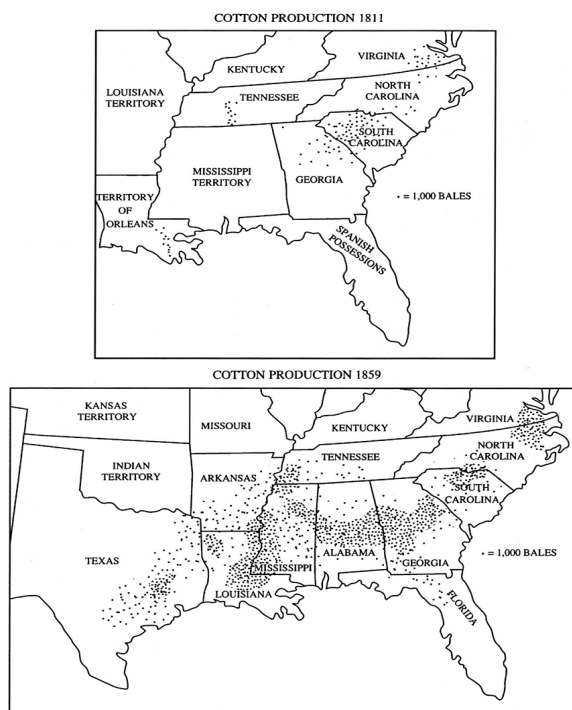 COTTON PRODUCTION 1811
VIRGINIA
KENTUCKY
LOUISIANA
TERRITORY
NORTH
CAROLINA
TENNESSEE
SOUTH
CAROLINA
MISSISSIPPI
TERRITORY
GEORGIA
• = 1,000 BALES
TERRITORY
OF
ORLEANS
SPANISH
POSSESSIONS
COTTON PRODUCTION 1859
KANSAS
TERRITORY
MISSOURI
KENTUCKY
VIRGINIA
NORTH
CAROLINA
TENNESSEE
INDIAN
TERRITORY
ARKANSAS
SOUTH
CAROLINA
TEXAS
ALABAMA
• = 1,000 BALES
GEORGIA
MISSISSIPPI
LOUISIANA
FLORIDA